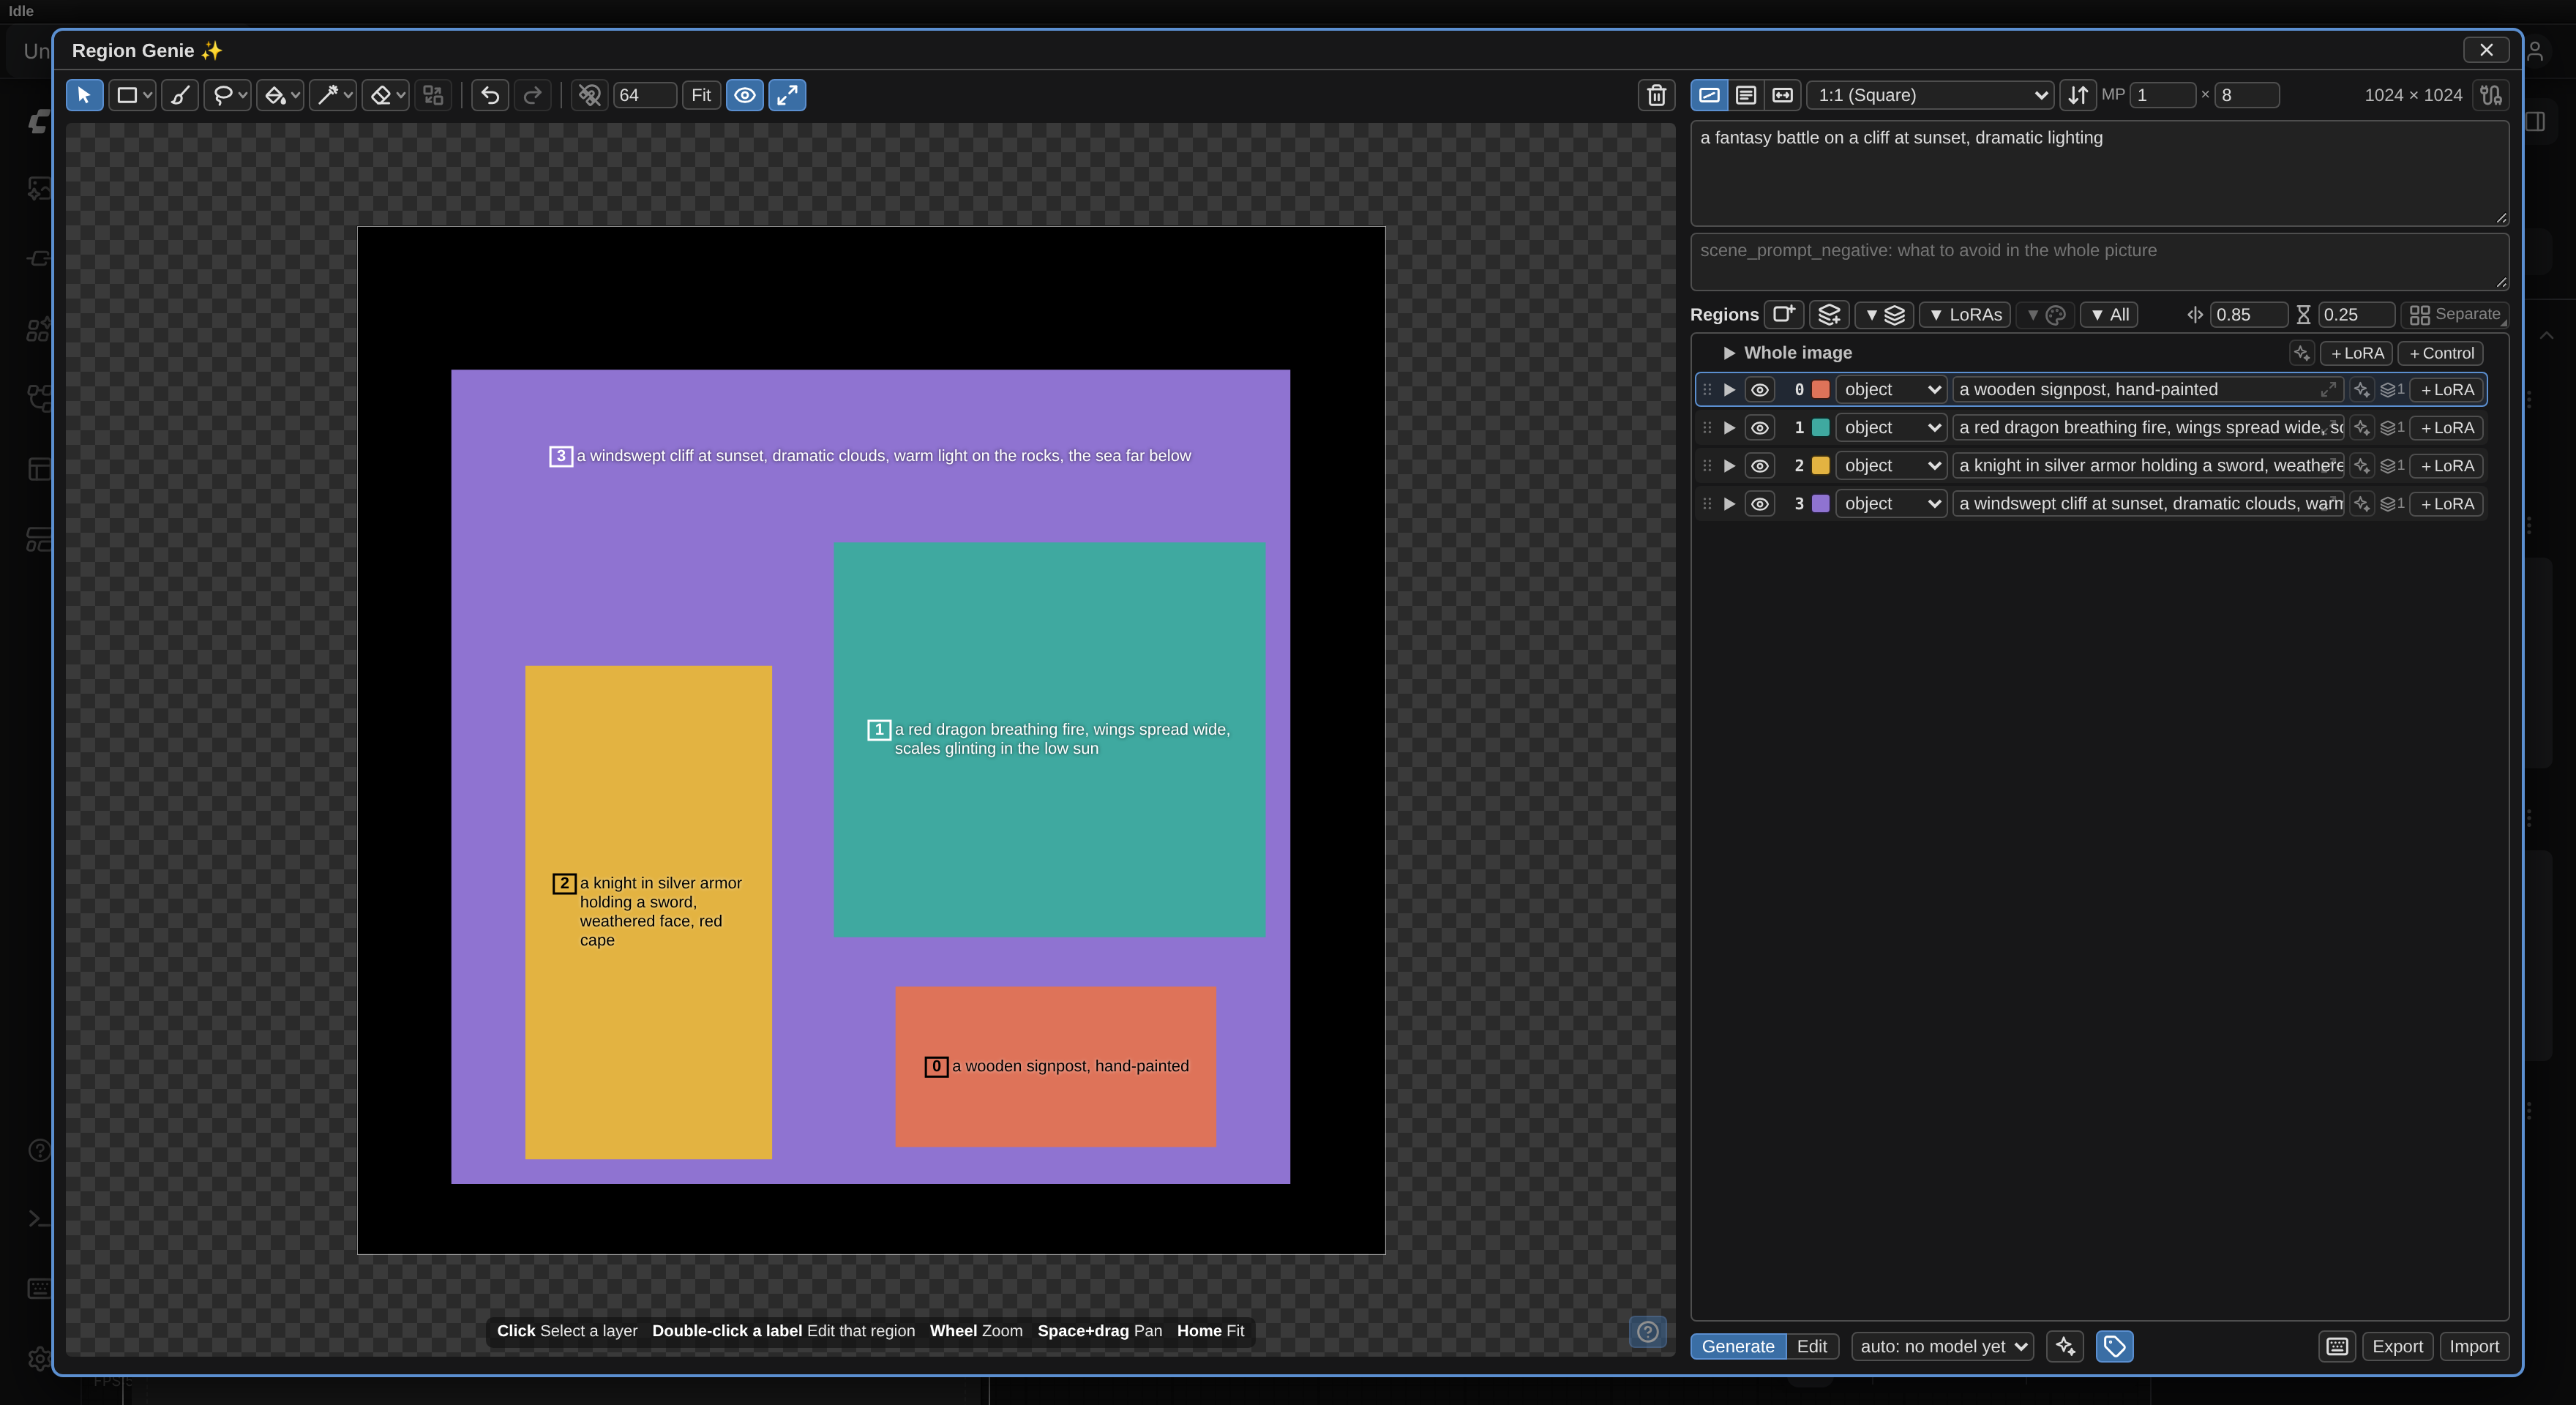 Idle
Un
Region Genie ✨
64
Fit
1:1 (Square)
MP 1 × 8
1024 × 1024
a fantasy battle on a cliff at sunset, dramatic lighting
scene_prompt_negative: what to avoid in the whole picture
Regions
▼
▼ LoRAs
▼
▼ All
0.85
0.25
Separate
Whole image
+ LoRA
+ Control
0 object a wooden signpost, hand-painted 1 + LoRA
1 object a red dragon breathing fire, wings spread wide, sc 1 + LoRA
2 object a knight in silver armor holding a sword, weathere 1 + LoRA
3 object a windswept cliff at sunset, dramatic clouds, warm 1 + LoRA
3 a windswept cliff at sunset, dramatic clouds, warm light on the rocks, the sea far below
1 a red dragon breathing fire, wings spread wide,
scales glinting in the low sun
2 a knight in silver armor
holding a sword,
weathered face, red
cape
0 a wooden signpost, hand-painted
Click Select a layer Double-click a label Edit that region Wheel Zoom Space+drag Pan Home Fit
Generate
Edit
auto: no model yet
Export
Import